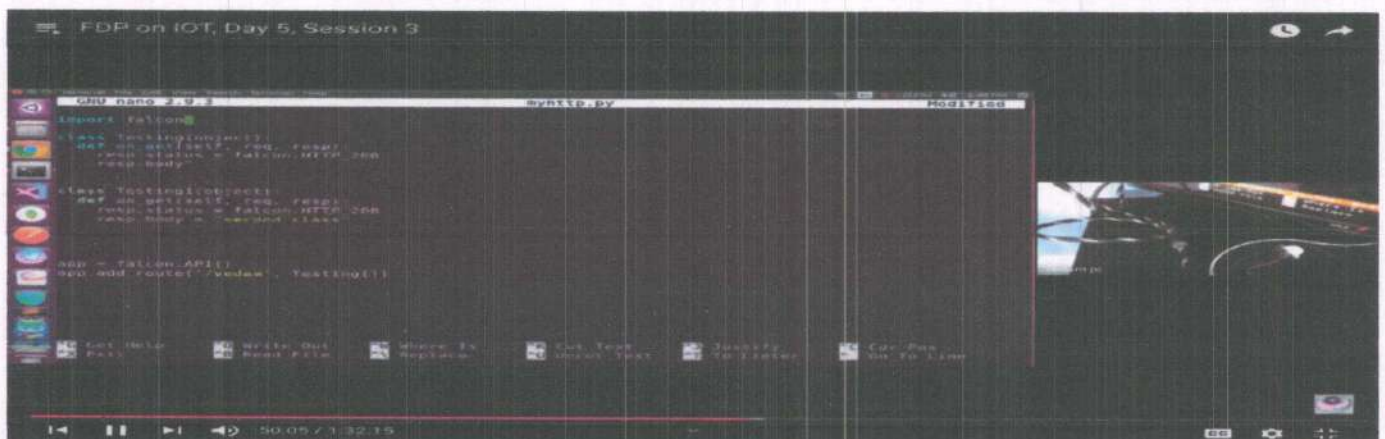 FDP on IOT, Day 5, Session 3
GNU nano 2.9.3 myhttp.py Modified
import falcon
class Testing(object):
def on_get(self, req, resp):
resp.status = falcon.HTTP_200
resp.body
class Testing1(object):
def on_get(self, req, resp):
resp.status = falcon.HTTP_200
resp.body = "second class"
app = falcon.API()
app.add_route('/vedam', Testing())
^G Get Help ^O Write Out ^W Where Is ^K Cut Text ^J Justify ^C Cur Pos
^X Exit ^R Read File ^\ Replace ^U Uncut Text ^T To Linter ^_ Go To Line
50:05 / 1:32:15
CC